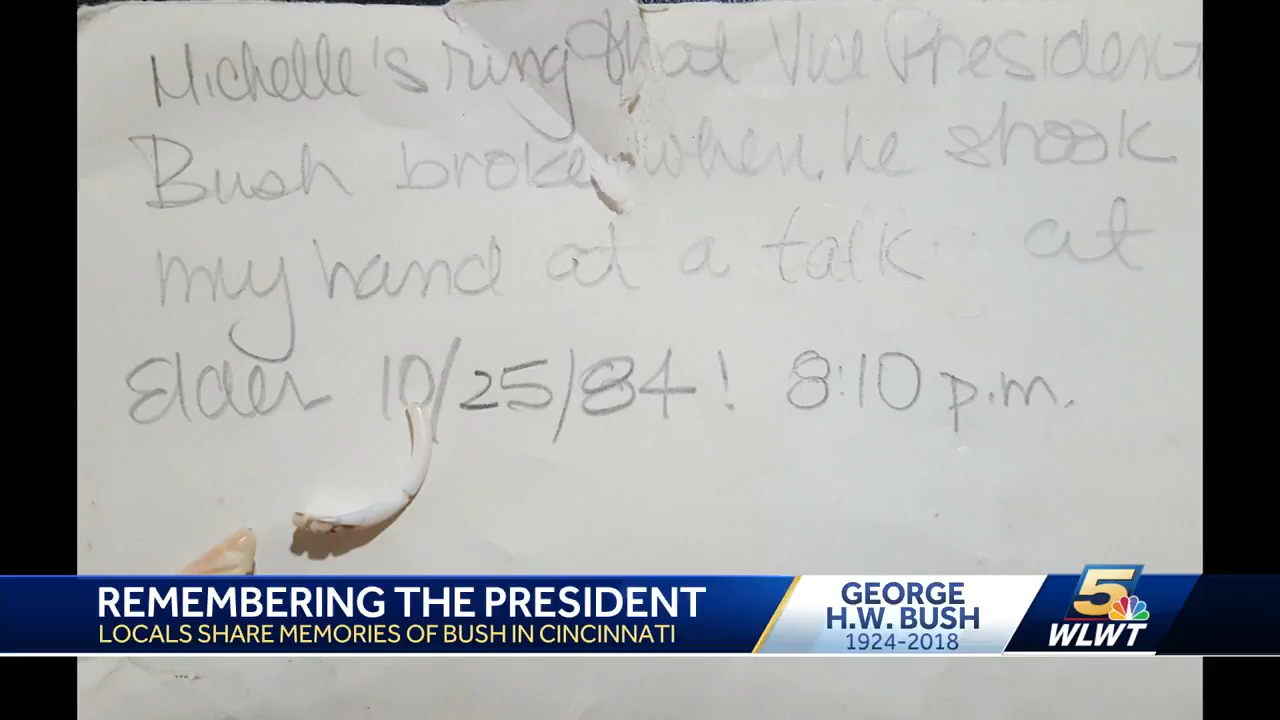 Michelle's ring that Vice President
Bush broke when he shook
my hand at a talk at
Elder 10/25/84! 8:10 p.m.
REMEMBERING THE PRESIDENT
LOCALS SHARE MEMORIES OF BUSH IN CINCINNATI
GEORGE
H.W. BUSH
1924-2018
5
WLWT